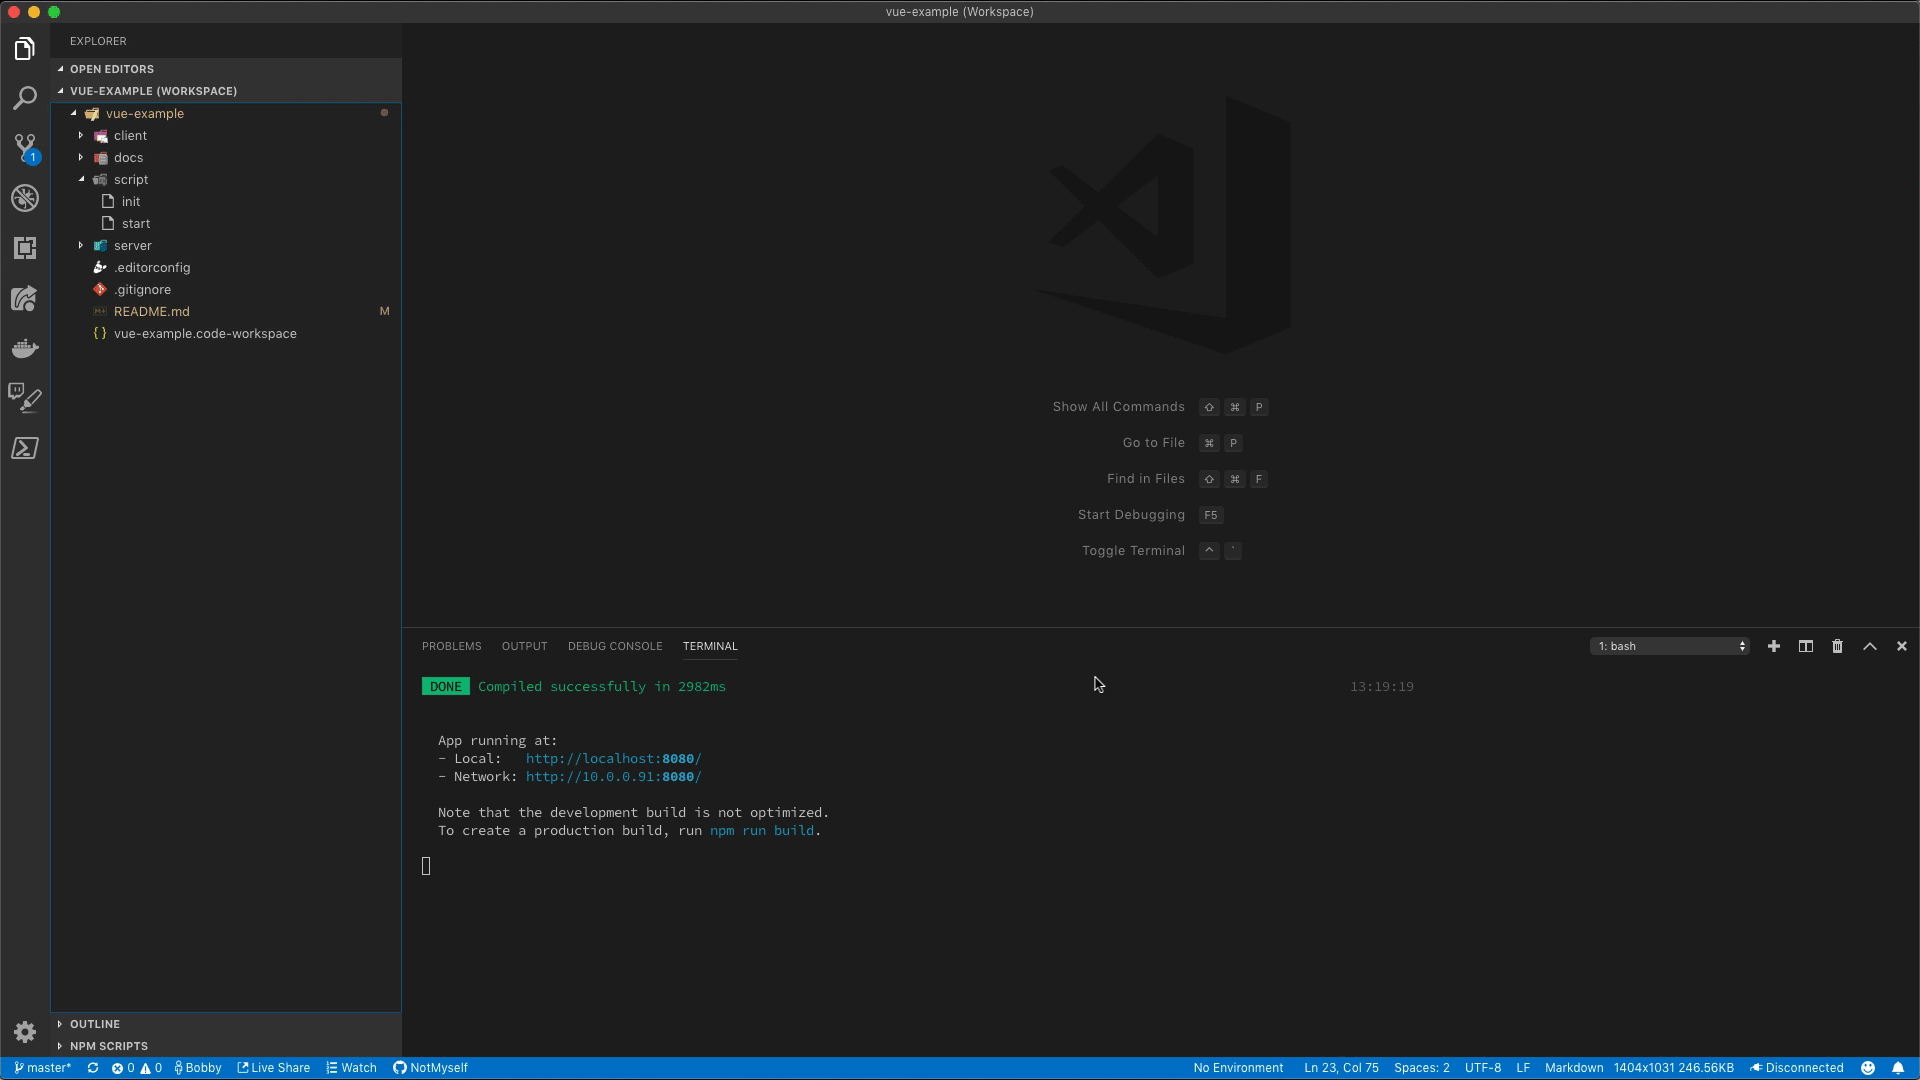 vue-example (Workspace)
EXPLORER
OPEN EDITORS
VUE-EXAMPLE (WORKSPACE)
vue-example
client
docs
script
init
start
server
.editorconfig
.gitignore
README.md M
vue-example.code-workspace
OUTLINE
NPM SCRIPTS
1
Show All Commands ⇧ ⌘ P
Go to File ⌘ P
Find in Files ⇧ ⌘ F
Start Debugging F5
Toggle Terminal ^ `
PROBLEMS OUTPUT DEBUG CONSOLE TERMINAL 1: bash
DONE Compiled successfully in 2982ms 13:19:19
App running at:
- Local: http://localhost:8080/
- Network: http://10.0.0.91:8080/
Note that the development build is not optimized.
To create a production build, run npm run build.
master* 0 0 Bobby Live Share Watch NotMyself No Environment Ln 23, Col 75 Spaces: 2 UTF-8 LF Markdown 1404x1031 246.56KB Disconnected